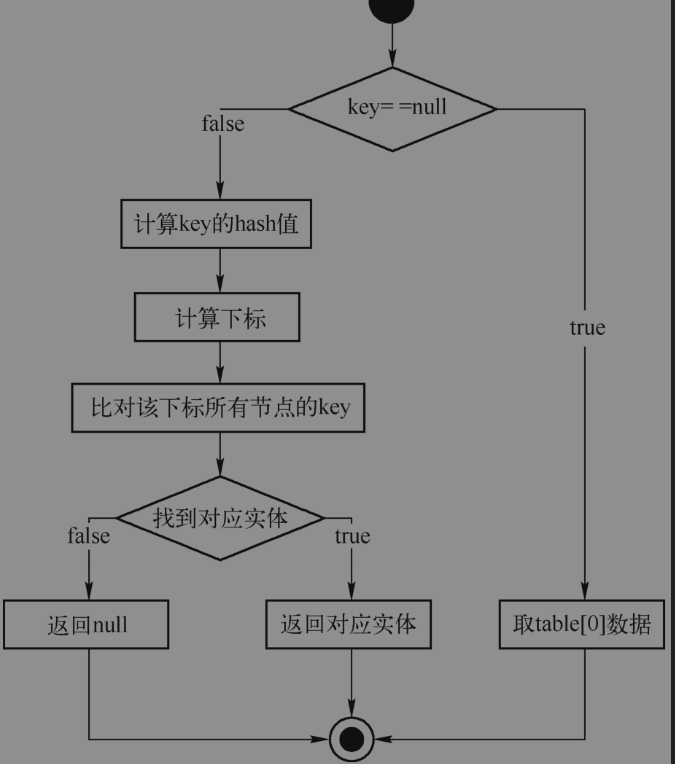 key= =null
false
计算key的hash值
计算下标
true
比对该下标所有节点的key
找到对应实体
false
true
返回null
返回对应实体
取table[0]数据